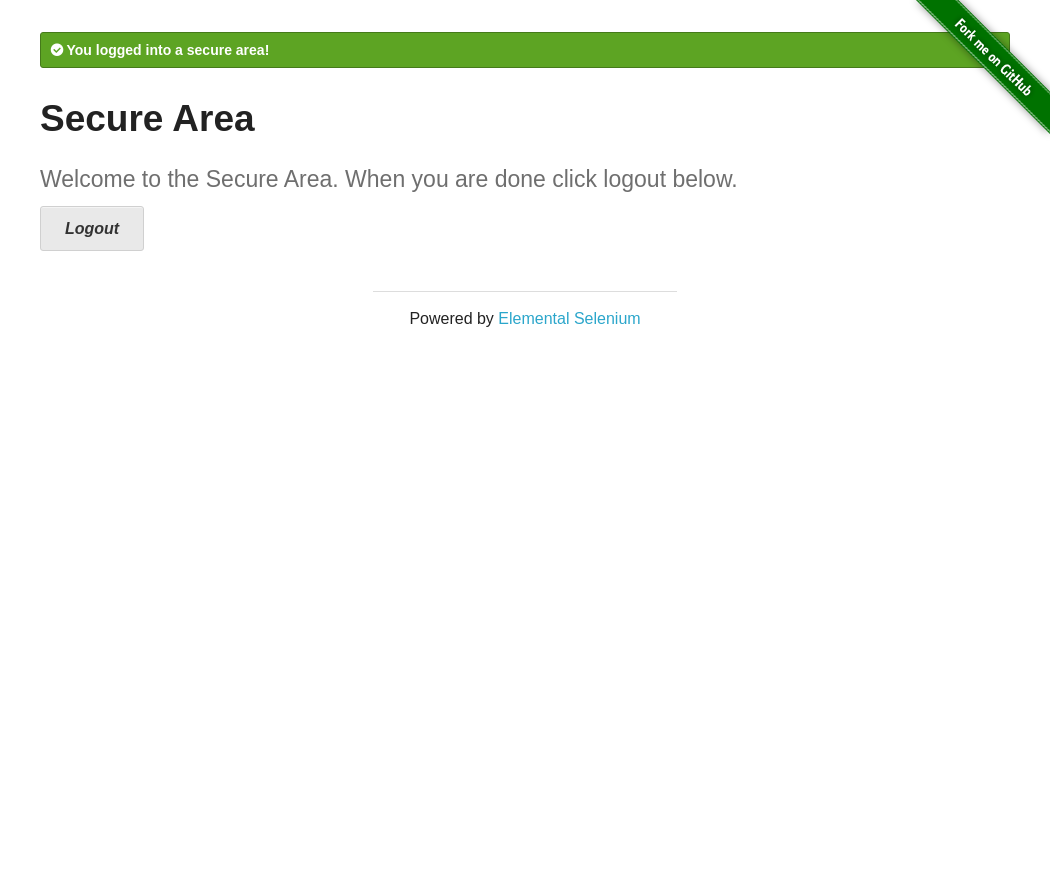 You logged into a secure area!
Fork me on GitHub
Secure Area
Welcome to the Secure Area. When you are done click logout below.
Logout
Powered by Elemental Selenium